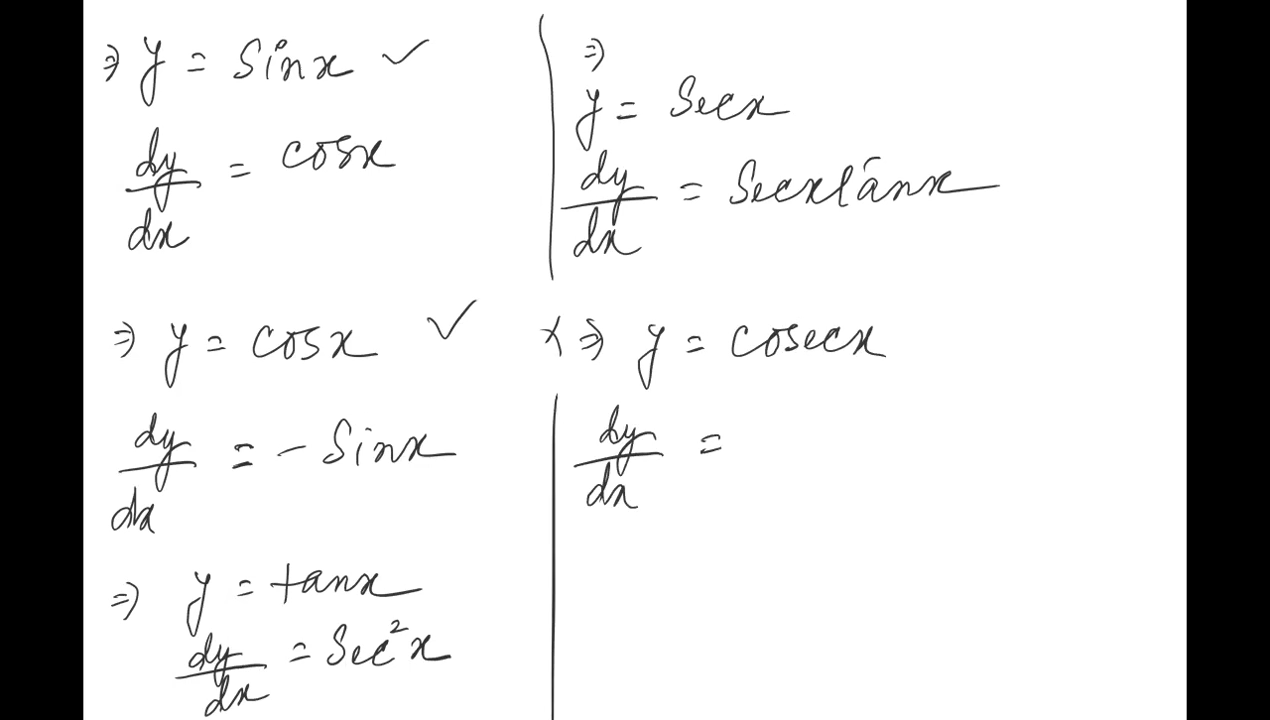 ⇒ y = Sinx ✓
dy/dx = cosx
⇒ y = cosx ✓
dy/dx = - Sinx
⇒ y = tanx
dy/dx = Sec²x
⇒
y = Secx
dy/dx = Secxtanx
x ⇒ y = cosecx
dy/dx =